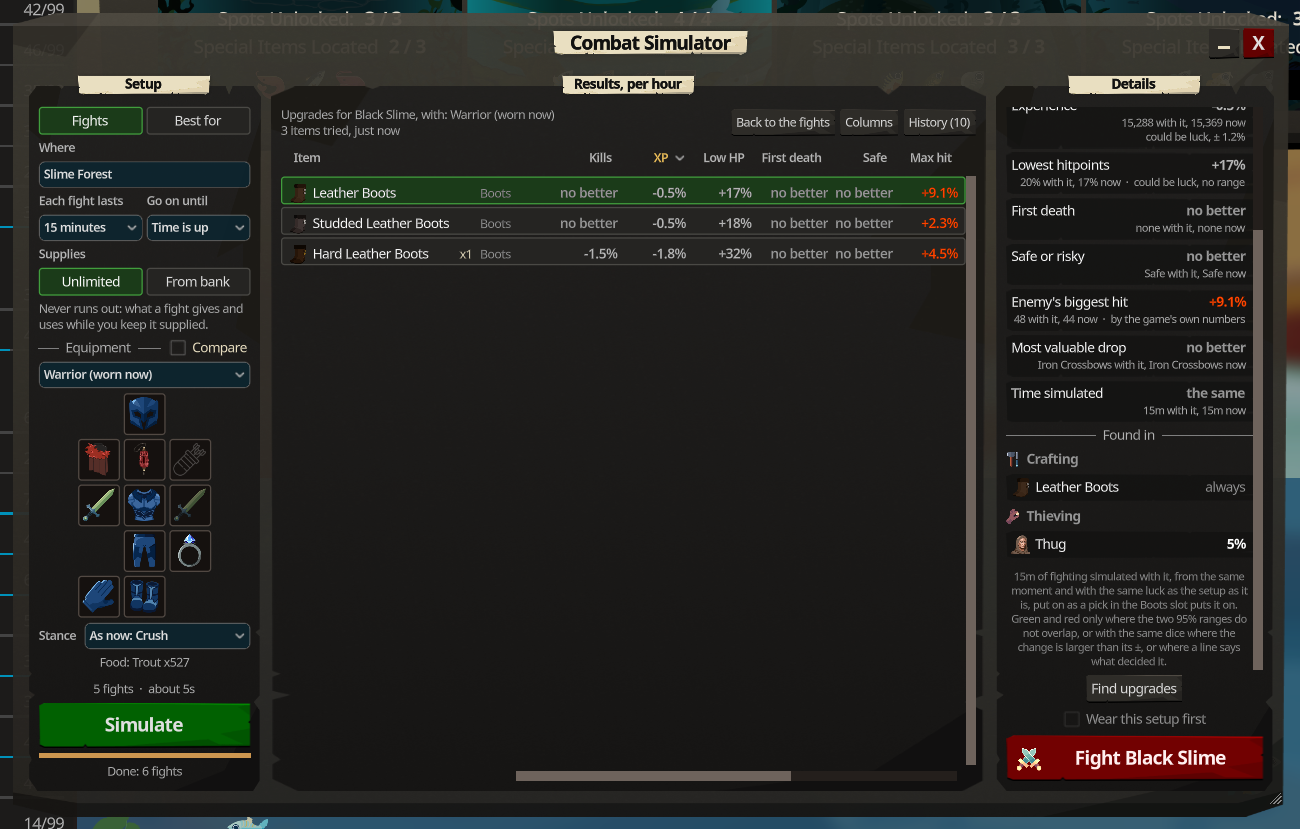 42/99
Spots Unlocked: 3 / 3
Spots Unlocked: 4 / 4
Spots Unlocked: 3 / 3
Spots Unlocked: 3
Special Items Located 2 / 3
Special Items Located 3 / 3
Combat Simulator
X
Setup
Fights
Best for
Where
Slime Forest
Each fight lasts
Go on until
15 minutes
Time is up
Supplies
Unlimited
From bank
Never runs out: what a fight gives and
uses while you keep it supplied.
Equipment
Compare
Warrior (worn now)
Stance
As now: Crush
Food: Trout x527
5 fights · about 5s
Simulate
Done: 6 fights
Results, per hour
Upgrades for Black Slime, with: Warrior (worn now)
3 items tried, just now
Back to the fights
Columns
History (10)
Item Kills XP Low HP First death Safe Max hit
Leather Boots Boots no better -0.5% +17% no better no better +9.1%
Studded Leather Boots Boots no better -0.5% +18% no better no better +2.3%
Hard Leather Boots x1 Boots -1.5% -1.8% +32% no better no better +4.5%
Details
Experience -0.5%
15,288 with it, 15,369 now
could be luck, ± 1.2%
Lowest hitpoints +17%
20% with it, 17% now · could be luck, no range
First death no better
none with it, none now
Safe or risky no better
Safe with it, Safe now
Enemy's biggest hit +9.1%
48 with it, 44 now · by the game's own numbers
Most valuable drop no better
Iron Crossbows with it, Iron Crossbows now
Time simulated the same
15m with it, 15m now
Found in
Crafting
Leather Boots always
Thieving
Thug 5%
15m of fighting simulated with it, from the same
moment and with the same luck as the setup as it
is, put on as a pick in the Boots slot puts it on.
Green and red only where the two 95% ranges do
not overlap, or with the same dice where the
change is larger than its ±, or where a line says
what decided it.
Find upgrades
Wear this setup first
Fight Black Slime
14/99